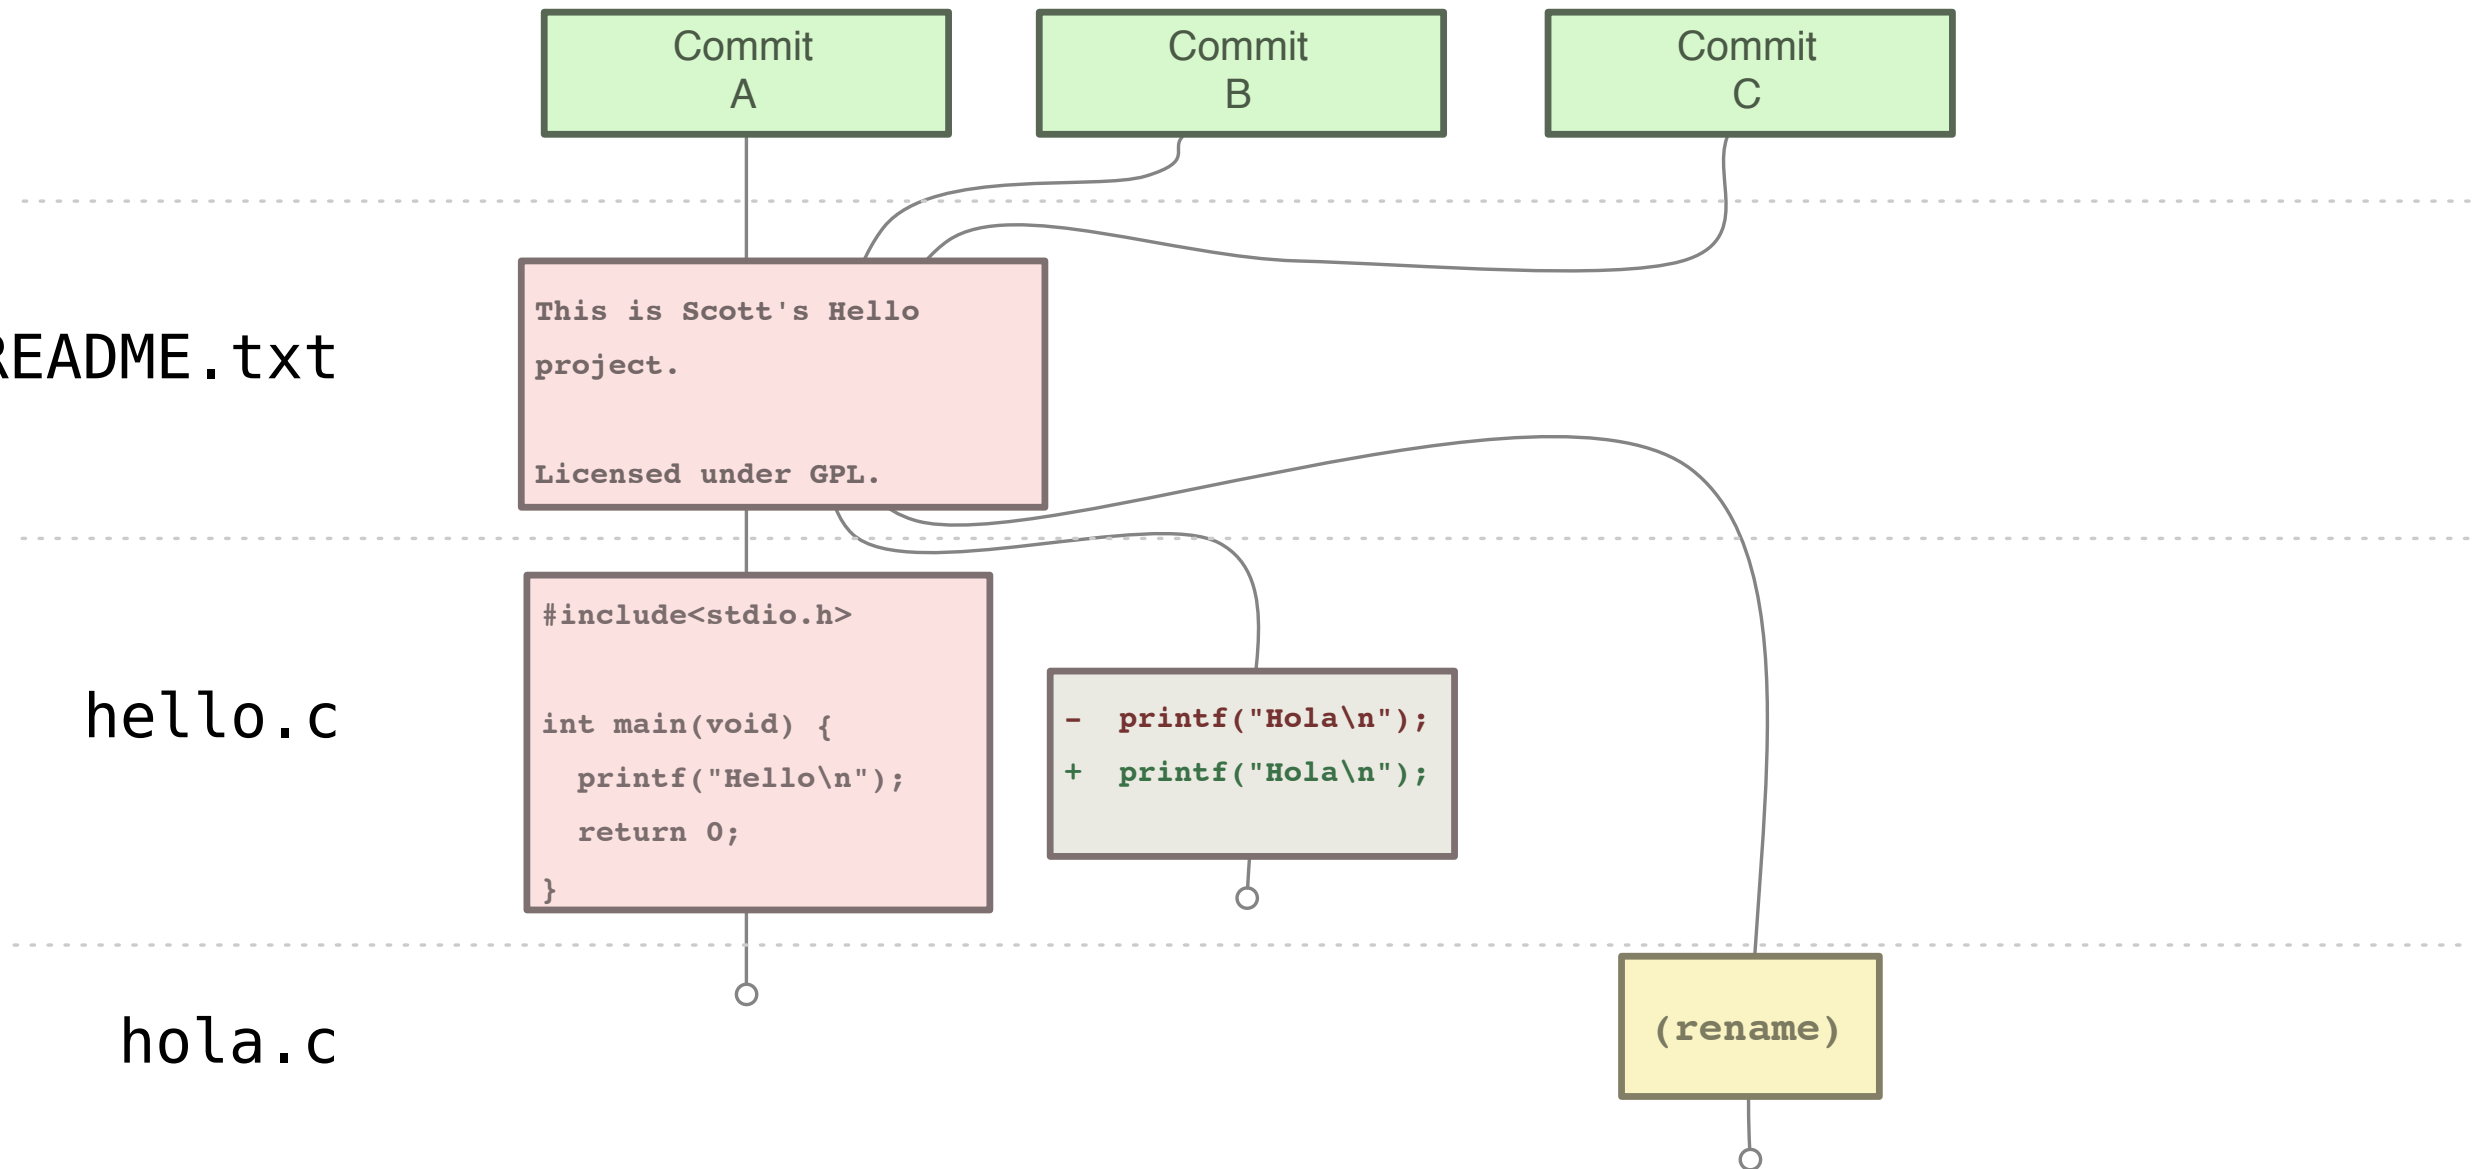 Commit
A
Commit
B
Commit
C
README.txt
This is Scott's Hello
project.
Licensed under GPL.
hello.c
#include<stdio.h>
int main(void) {
  printf("Hello\n");
  return 0;
}
-  printf("Hola\n");
+  printf("Hola\n");
hola.c
(rename)